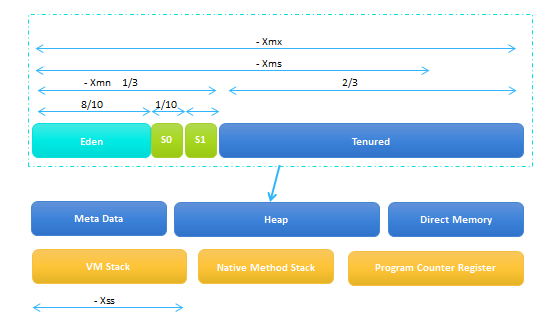 - Xmx
- Xms
- Xmn 1/3
2/3
8/10
1/10
Eden
S0
S1
Tenured
Meta Data
Heap
Direct Memory
VM Stack
Native Method Stack
Program Counter Register
- Xss